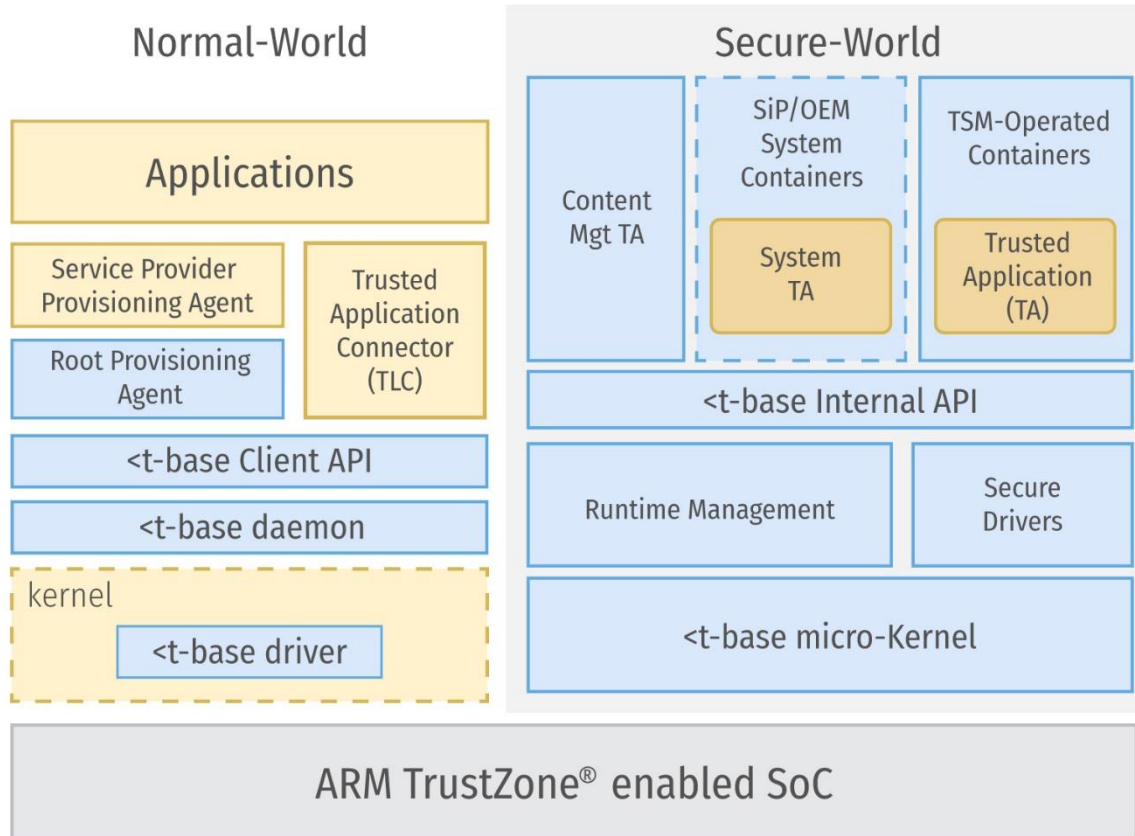 Normal-World
Applications
Service Provider
Provisioning Agent
Root Provisioning
Agent
Trusted
Application
Connector
(TLC)
<t-base Client API
<t-base daemon
kernel
<t-base driver
Secure-World
Content
Mgt TA
SiP/OEM
System
Containers
System
TA
TSM-Operated
Containers
Trusted
Application
(TA)
<t-base Internal API
Runtime Management
Secure
Drivers
<t-base micro-Kernel
ARM TrustZone® enabled SoC